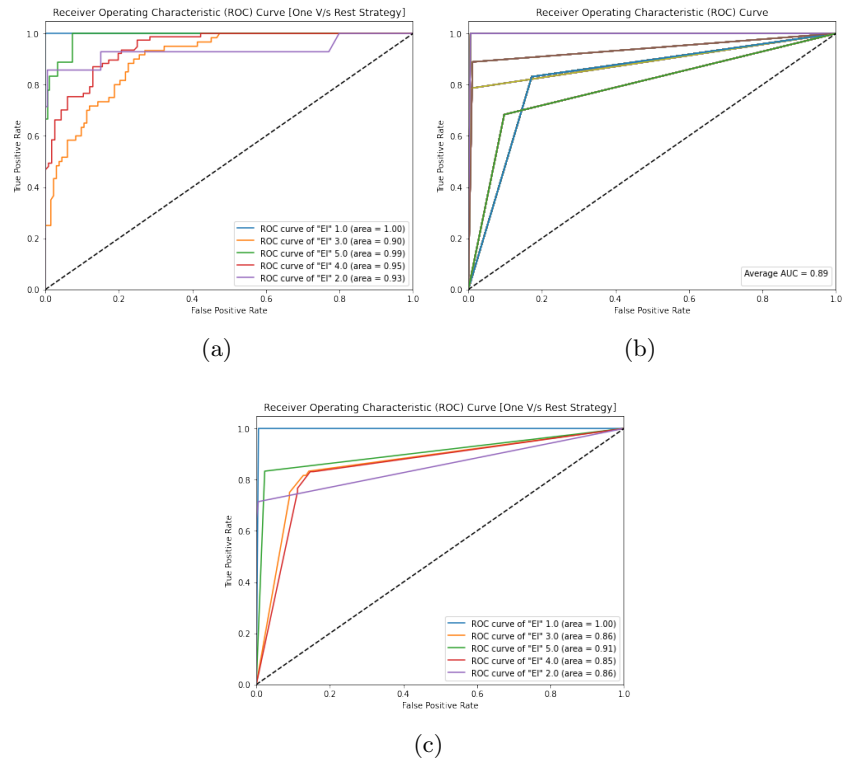 Receiver Operating Characteristic (ROC) Curve [One V/s Rest Strategy]
1.0
0.8
0.6
0.4
0.2
0.0
True Positive Rate
ROC curve of "EI" 1.0 (area = 1.00)
ROC curve of "EI" 3.0 (area = 0.90)
ROC curve of "EI" 5.0 (area = 0.99)
ROC curve of "EI" 4.0 (area = 0.95)
ROC curve of "EI" 2.0 (area = 0.93)
0.0 0.2 0.4 0.6 0.8 1.0
False Positive Rate
(a)
Receiver Operating Characteristic (ROC) Curve
1.0
0.8
0.6
0.4
0.2
0.0
True Positive Rate
Average AUC = 0.89
0.0 0.2 0.4 0.6 0.8 1.0
False Positive Rate
(b)
Receiver Operating Characteristic (ROC) Curve [One V/s Rest Strategy]
1.0
0.8
0.6
0.4
0.2
0.0
True Positive Rate
ROC curve of "EI" 1.0 (area = 1.00)
ROC curve of "EI" 3.0 (area = 0.86)
ROC curve of "EI" 5.0 (area = 0.91)
ROC curve of "EI" 4.0 (area = 0.85)
ROC curve of "EI" 2.0 (area = 0.86)
0.0 0.2 0.4 0.6 0.8 1.0
False Positive Rate
(c)